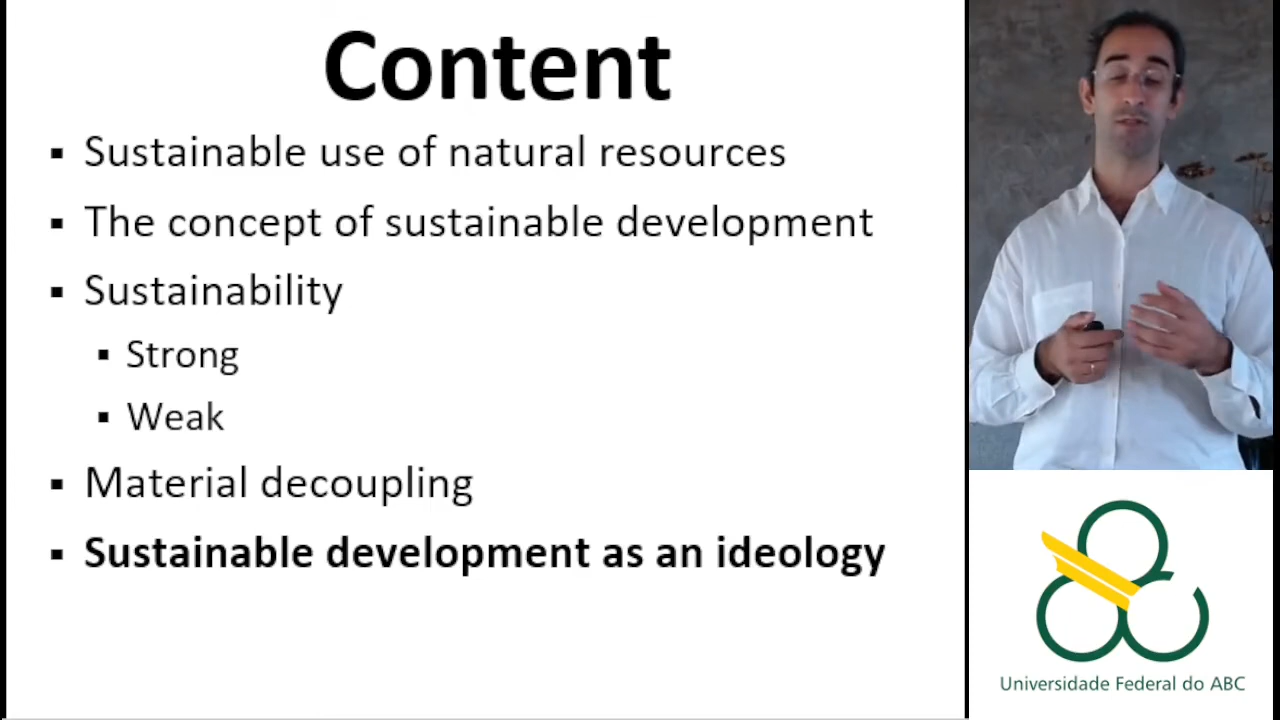 Content
▪ Sustainable use of natural resources
▪ The concept of sustainable development
▪ Sustainability
▪ Strong
▪ Weak
▪ Material decoupling
▪ Sustainable development as an ideology
Universidade Federal do ABC